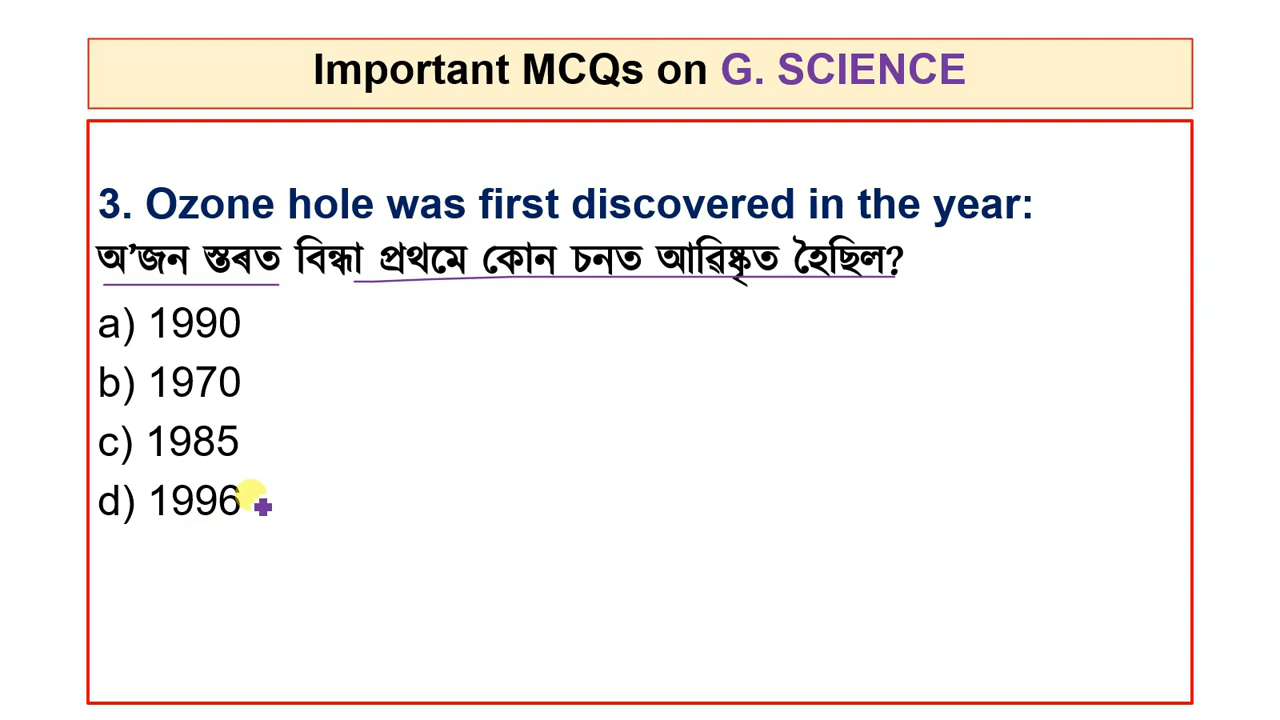 Important MCQs on G. SCIENCE
3. Ozone hole was first discovered in the year:
অ’জন স্তৰত বিন্ধা প্ৰথমে কোন চনত আৱিষ্কৃত হৈছিল?
a) 1990
b) 1970
c) 1985
d) 1996